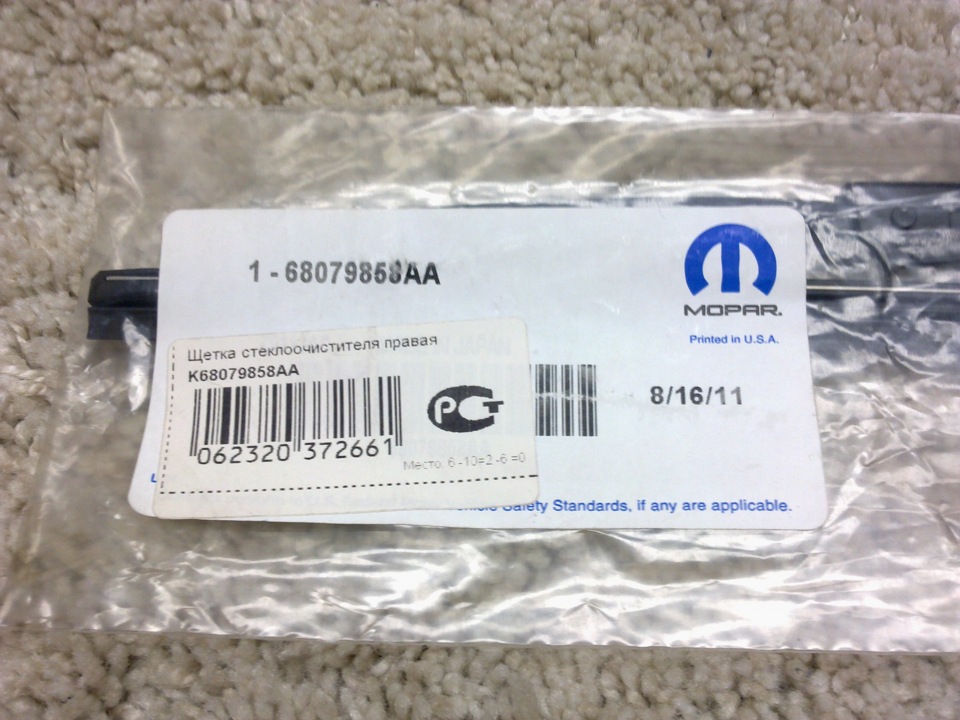 1 - 68079858AA
MOPAR.
Printed in U.S.A.
Щетка стеклоочистителя правая
K68079858AA
8/16/11
РСТ
062320 372661
Место: 6-10=2-6=0
Safety Standards, if any are applicable.